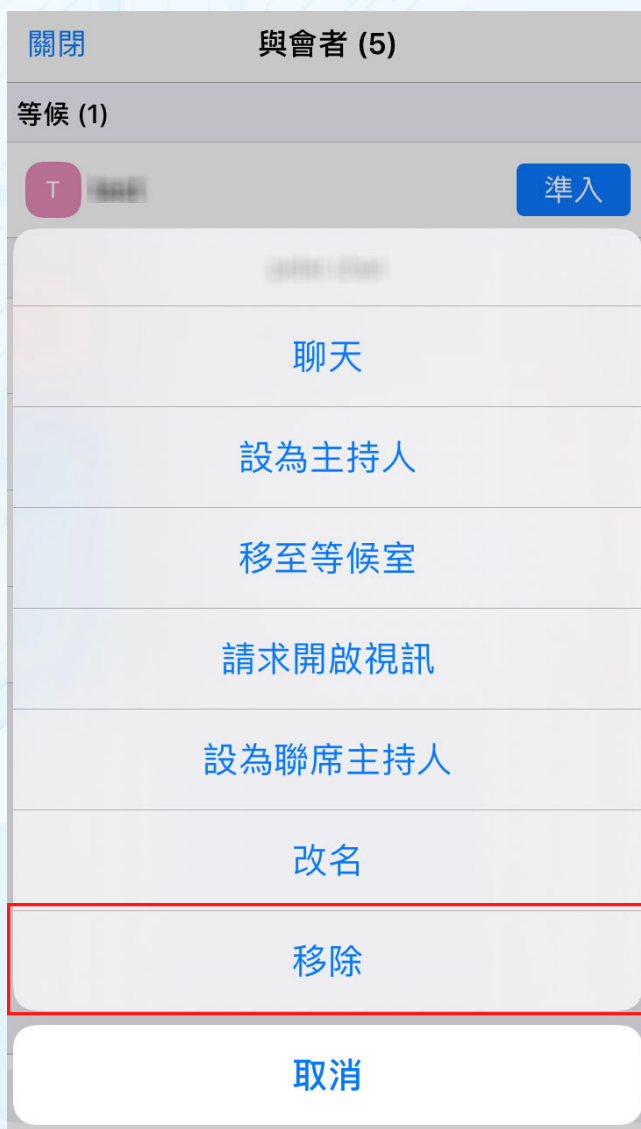 關閉
與會者 (5)
等候 (1)
T
準入
聊天
設為主持人
移至等候室
請求開啟視訊
設為聯席主持人
改名
移除
取消